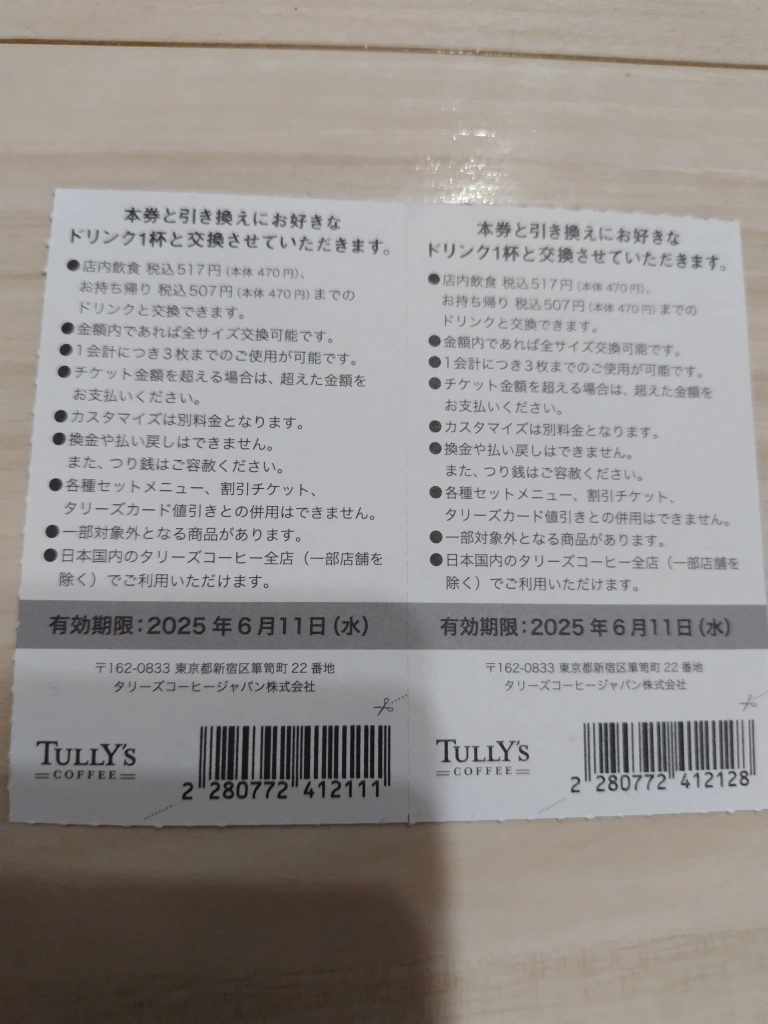 本券と引き換えにお好きな
ドリンク1杯と交換させていただきます。
●店内飲食 税込517円(本体 470円)、
お持ち帰り 税込507円(本体 470円)までの
ドリンクと交換できます。
●金額内であれば全サイズ交換可能です。
●1会計につき3枚までのご使用が可能です。
●チケット金額を超える場合は、超えた金額を
お支払いください。
●カスタマイズは別料金となります。
●換金や払い戻しはできません。
また、つり銭はご容赦ください。
●各種セットメニュー、割引チケット、
タリーズカード値引きとの併用はできません。
●一部対象外となる商品があります。
●日本国内のタリーズコーヒー全店（一部店舗を
除く）でご利用いただけます。
有効期限：2025年6月11日(水)
〒162-0833 東京都新宿区箪笥町22番地
タリーズコーヒージャパン株式会社
TULLY'S
COFFEE
2 280772 412111
本券と引き換えにお好きな
ドリンク1杯と交換させていただきます。
●店内飲食 税込517円(本体 470円)、
お持ち帰り 税込507円(本体 470円)までの
ドリンクと交換できます。
●金額内であれば全サイズ交換可能です。
●1会計につき3枚までのご使用が可能です。
●チケット金額を超える場合は、超えた金額を
お支払いください。
●カスタマイズは別料金となります。
●換金や払い戻しはできません。
また、つり銭はご容赦ください。
●各種セットメニュー、割引チケット、
タリーズカード値引きとの併用はできません。
●一部対象外となる商品があります。
●日本国内のタリーズコーヒー全店（一部店舗を
除く）でご利用いただけます。
有効期限：2025年6月11日(水)
〒162-0833 東京都新宿区箪笥町22番地
タリーズコーヒージャパン株式会社
TULLY'S
COFFEE
2 280772 412128